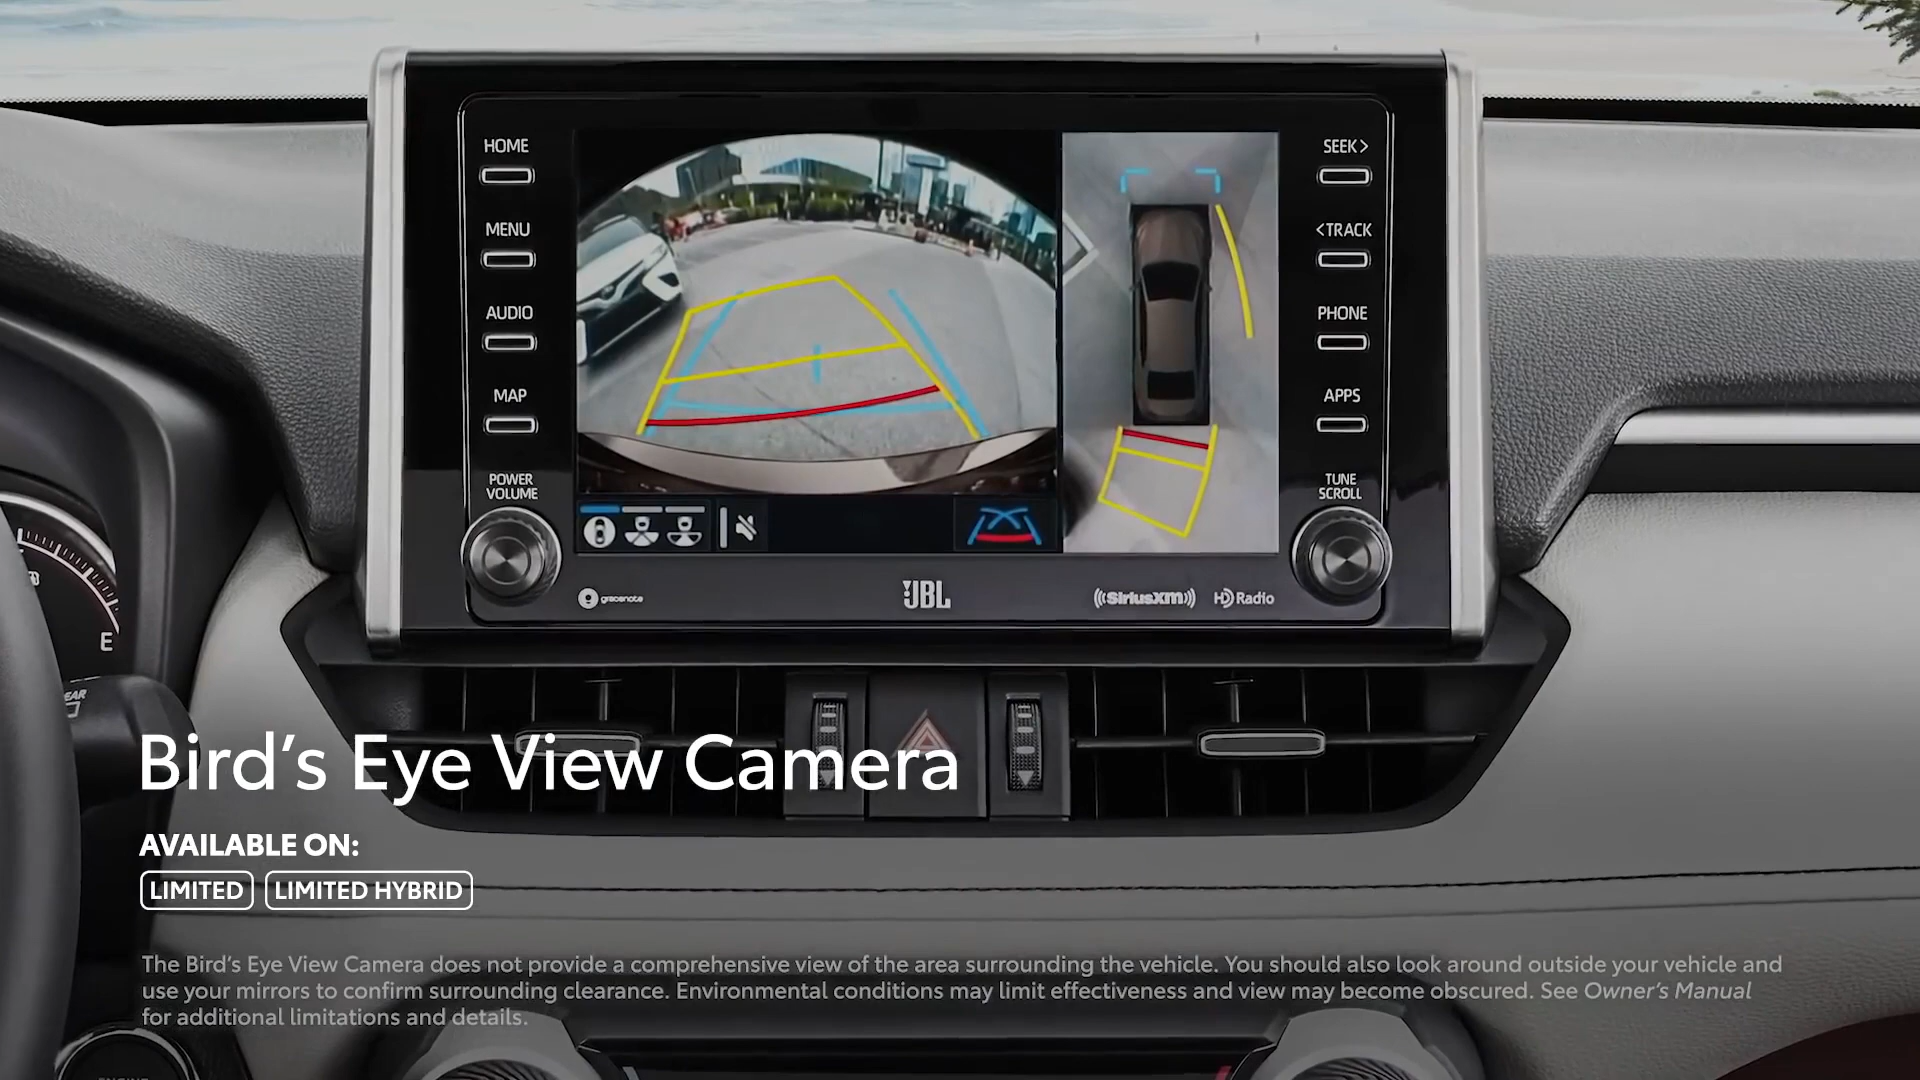 HOME
MENU
AUDIO
MAP
POWER
VOLUME
SEEK>
<TRACK
PHONE
APPS
TUNE
SCROLL
gracenote
JBL
((SiriusXM))
HD Radio
E
Bird's Eye View Camera
AVAILABLE ON:
LIMITED LIMITED HYBRID
The Bird's Eye View Camera does not provide a comprehensive view of the area surrounding the vehicle. You should also look around outside your vehicle and
use your mirrors to confirm surrounding clearance. Environmental conditions may limit effectiveness and view may become obscured. See Owner's Manual
for additional limitations and details.